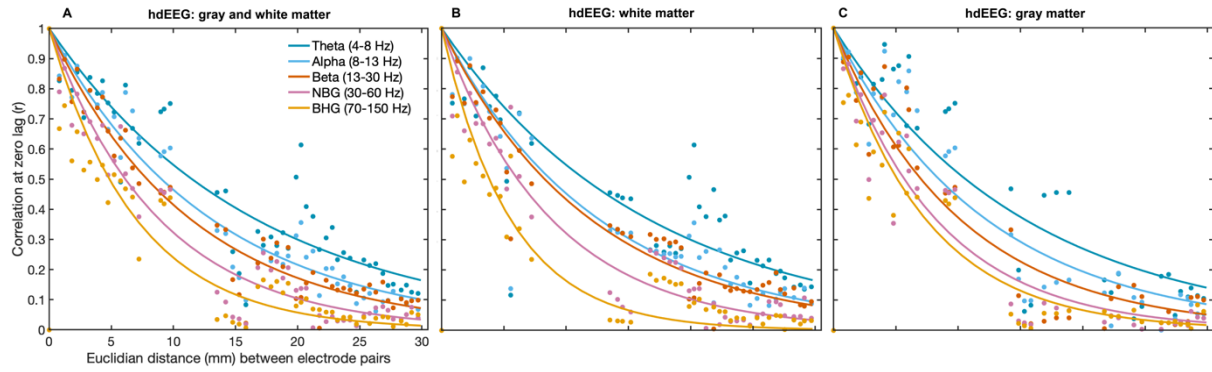 A hdEEG: gray and white matter
B hdEEG: white matter
C hdEEG: gray matter
Theta (4-8 Hz)
Alpha (8-13 Hz)
Beta (13-30 Hz)
NBG (30-60 Hz)
BHG (70-150 Hz)
Correlation at zero lag (r)
1
0.9
0.8
0.7
0.6
0.5
0.4
0.3
0.2
0.1
0
0 5 10 15 20 25 30
Euclidian distance (mm) between electrode pairs